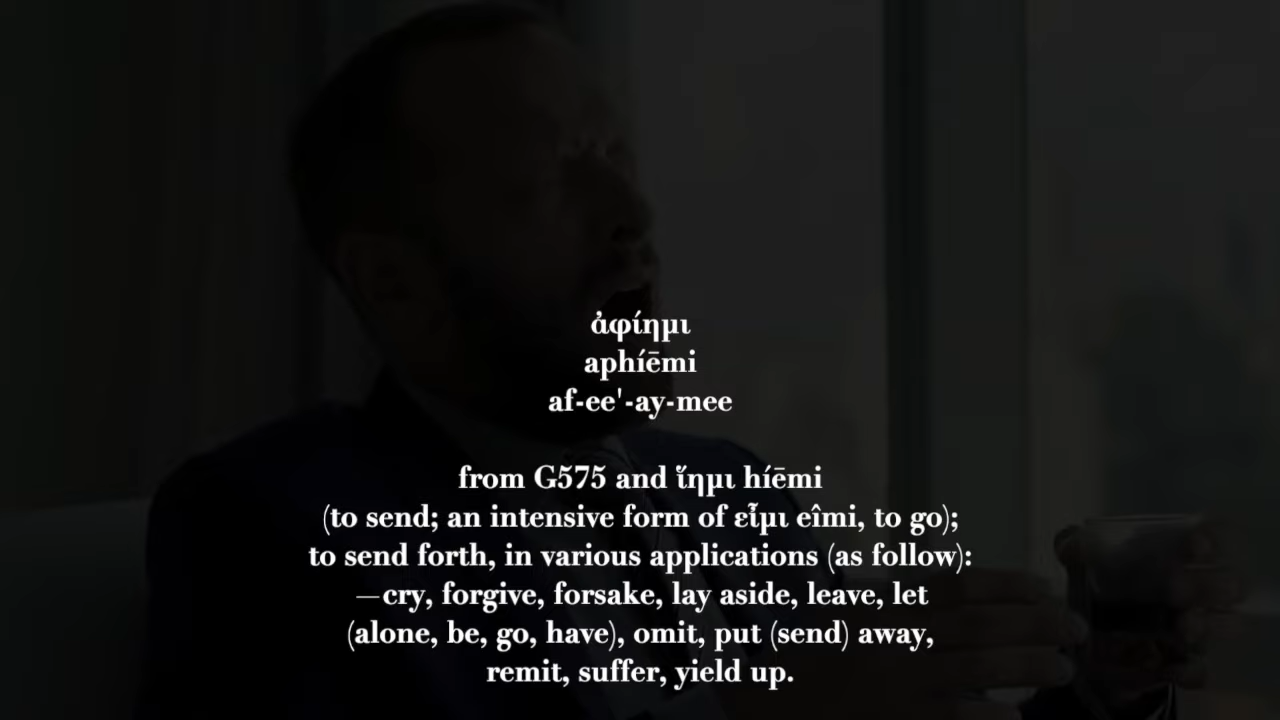 ἀφίημι
aphíēmi
af-ee'-ay-mee
from G575 and ἵημι híēmi
(to send; an intensive form of εἶμι eîmi, to go);
to send forth, in various applications (as follow):
—cry, forgive, forsake, lay aside, leave, let
(alone, be, go, have), omit, put (send) away,
remit, suffer, yield up.